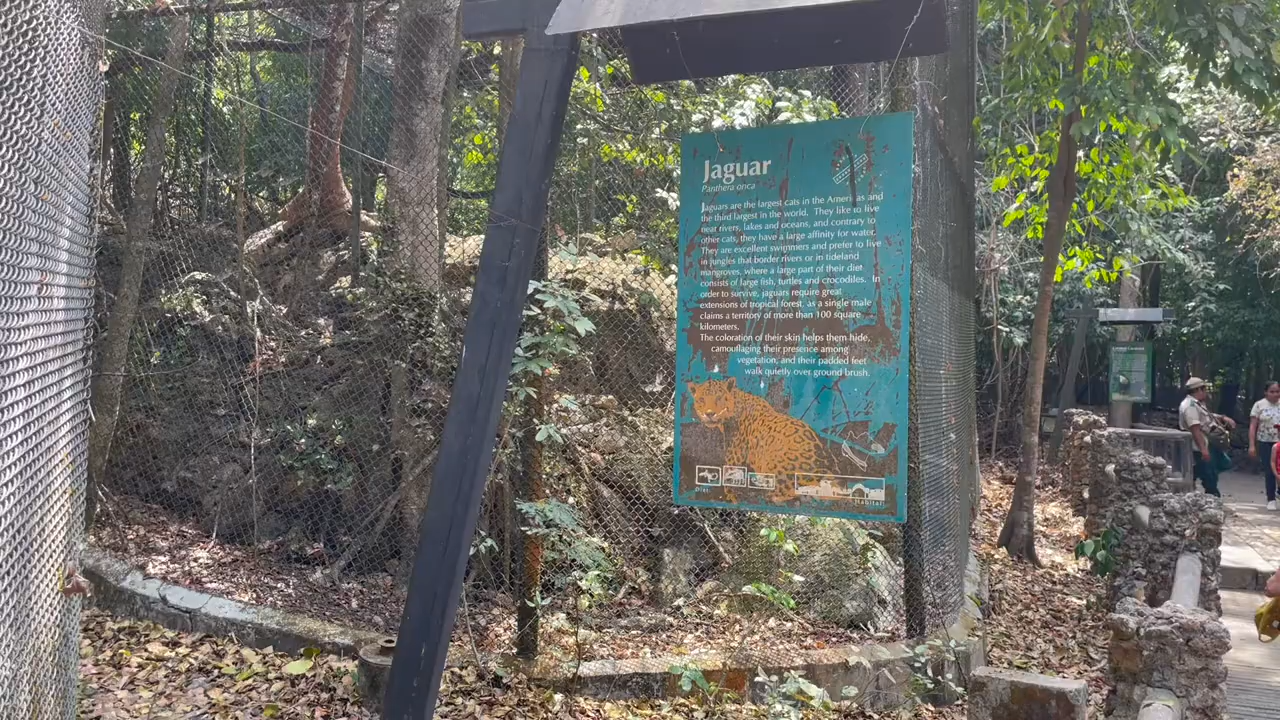 Jaguar
Panthera onca
Jaguars are the largest cats in the Americas and
the third largest in the world. They like to live
near rivers, lakes and oceans, and contrary to
other cats, they have a large affinity for water.
They are excellent swimmers and prefer to live
in jungles that border rivers or in tideland
mangroves, where a large part of their diet
consists of large fish, turtles and crocodiles. In
order to survive, jaguars require great
extensions of tropical forest, as a single male
claims a territory of more than 100 square
kilometers.
The coloration of their skin helps them hide,
camouflaging their presence among
vegetation, and their padded feet
walk quietly over ground brush.
Diet
Habitat